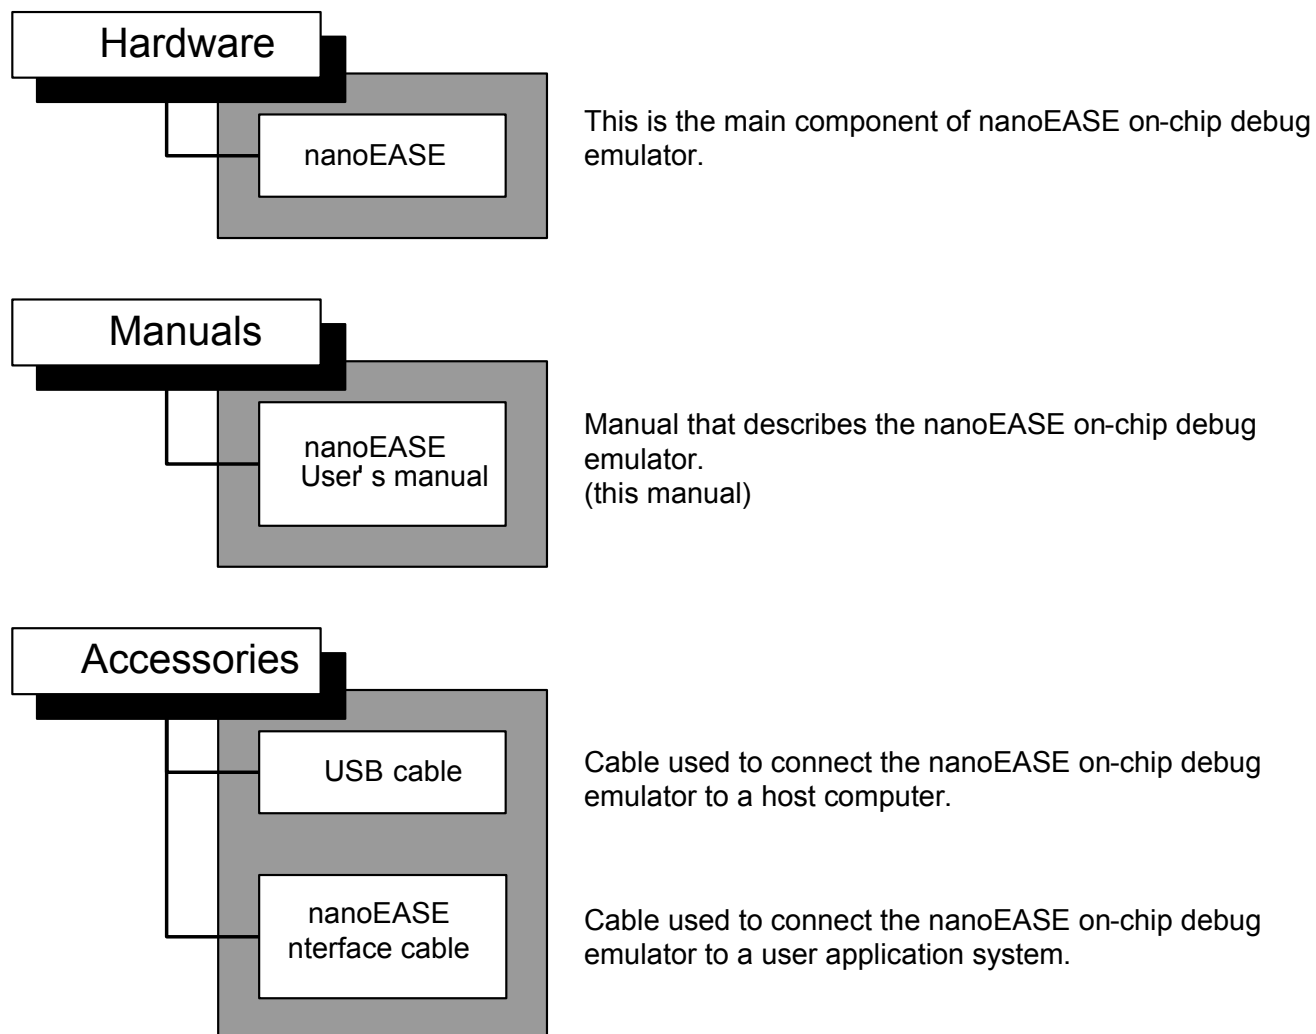 Hardware
nanoEASE
This is the main component of nanoEASE on-chip debug
emulator.
Manuals
nanoEASE
User' s manual
Manual that describes the nanoEASE on-chip debug
emulator.
(this manual)
Accessories
USB cable
Cable used to connect the nanoEASE on-chip debug
emulator to a host computer.
nanoEASE
nterface cable
Cable used to connect the nanoEASE on-chip debug
emulator to a user application system.